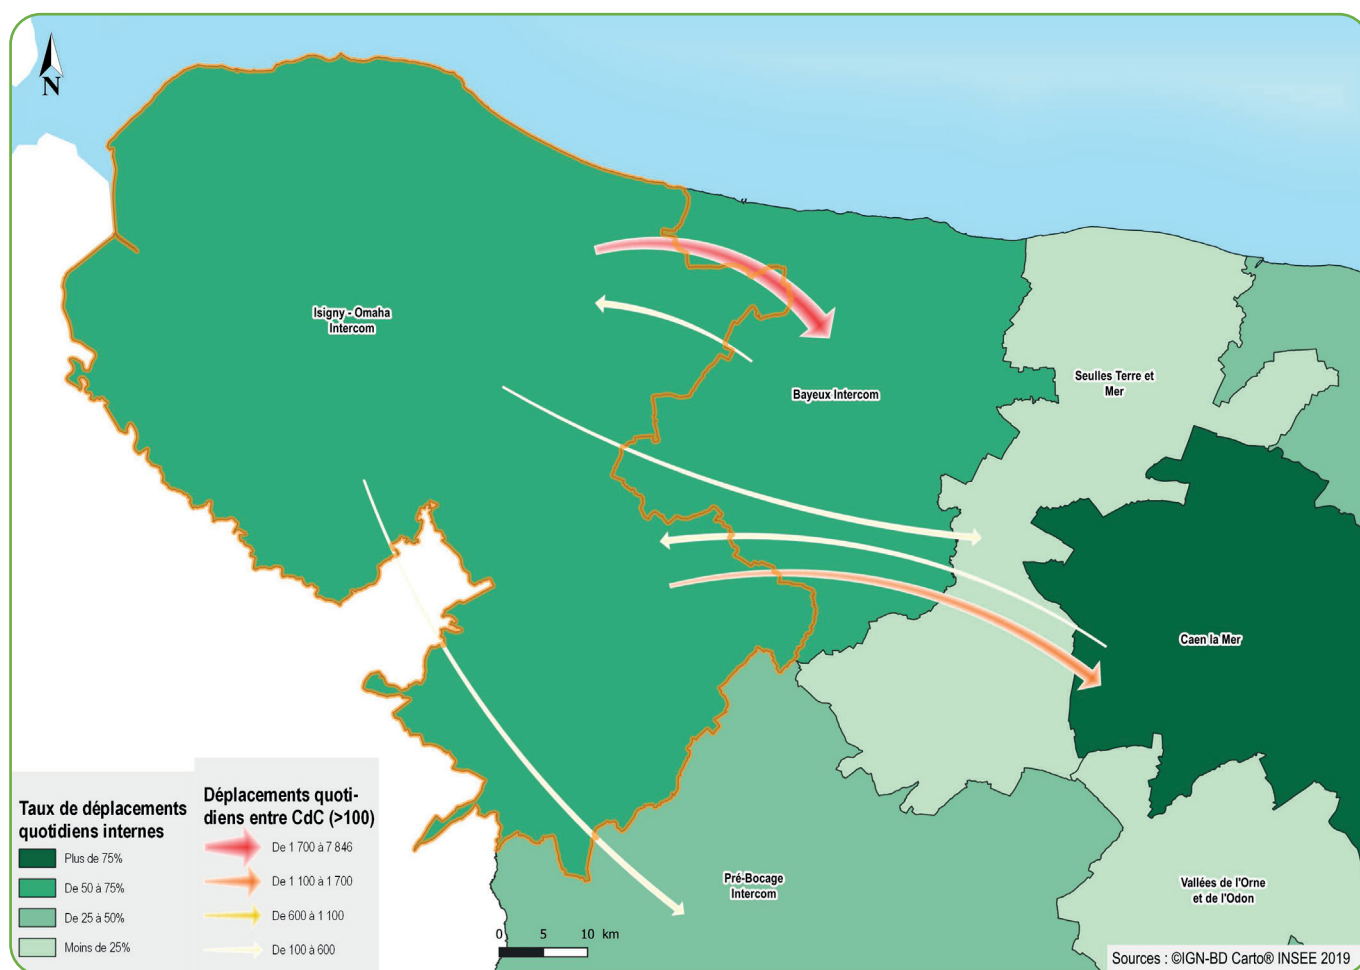 N
Isigny - Omaha
Intercom
Bayeux Intercom
Seulles Terre et
Mer
Caen la Mer
Pré-Bocage
Intercom
Vallées de l'Orne
et de l'Odon
Taux de déplacements
quotidiens internes
Plus de 75%
De 50 à 75%
De 25 à 50%
Moins de 25%
Déplacements quoti-
diens entre CdC (>100)
De 1 700 à 7 846
De 1 100 à 1 700
De 600 à 1 100
De 100 à 600
0 5 10 km
Sources : ©IGN-BD Carto® INSEE 2019